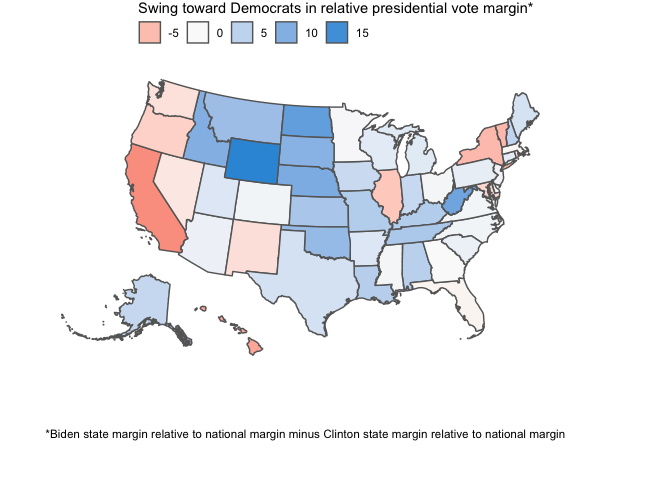 Swing toward Democrats in relative presidential vote margin*
-5 0 5 10 15
*Biden state margin relative to national margin minus Clinton state margin relative to national margin